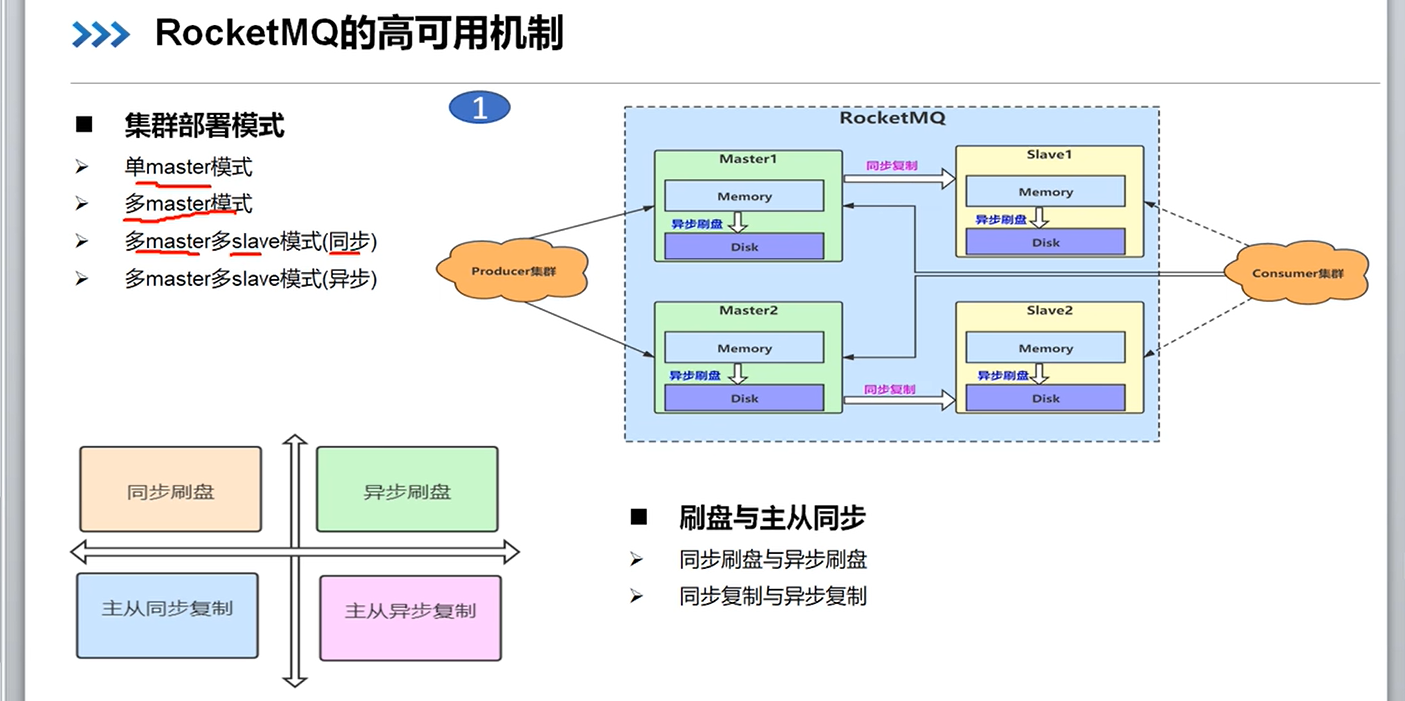 RocketMQ的高可用机制
集群部署模式
单master模式
多master模式
多master多slave模式(同步)
多master多slave模式(异步)
1
RocketMQ
Master1
Memory
异步刷盘
Disk
同步复制
Slave1
Memory
异步刷盘
Disk
Producer集群
Consumer集群
Master2
Memory
异步刷盘
Disk
同步复制
Slave2
Memory
异步刷盘
Disk
同步刷盘
异步刷盘
主从同步复制
主从异步复制
刷盘与主从同步
同步刷盘与异步刷盘
同步复制与异步复制